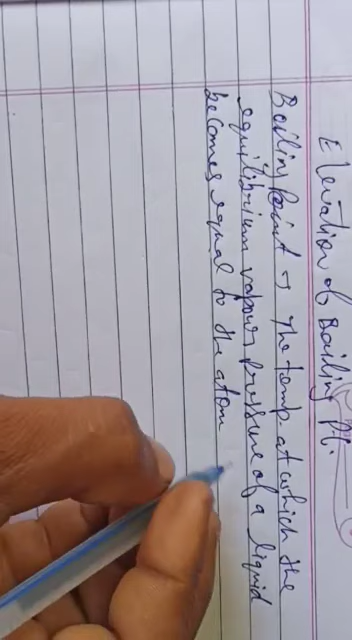 Elevation of Boiling Pt.
Boiling Point → The temp at which the
equilibrium vapour pressure of a liquid
becomes equal to the atom